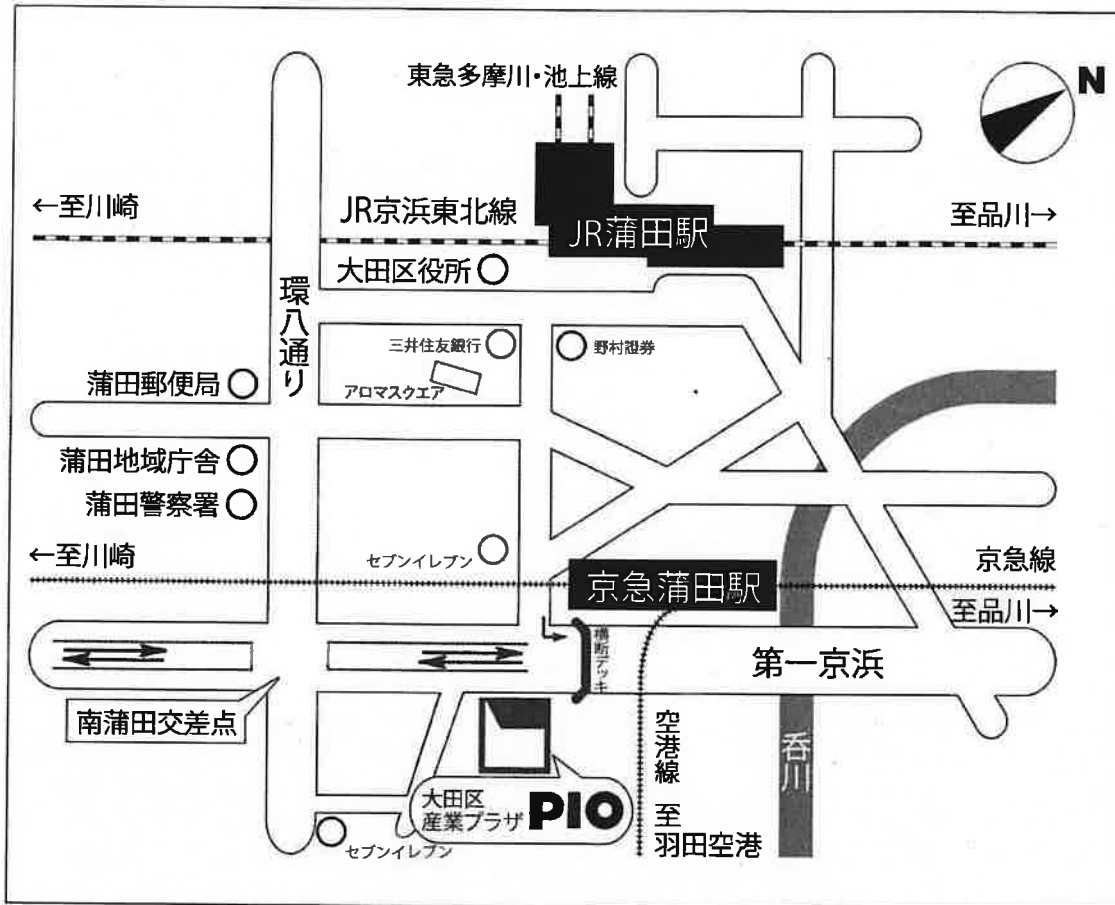 東急多摩川・池上線
N
←至川崎
JR京浜東北線
JR蒲田駅
至品川→
大田区役所
環八通り
三井住友銀行
野村證券
アロマスクエア
蒲田郵便局
蒲田地域庁舎
蒲田警察署
セブンイレブン
←至川崎
京急蒲田駅
京急線
至品川→
横断デッキ
第一京浜
南蒲田交差点
空港線 至
羽田空港
呑川
大田区
産業プラザ PIO
セブンイレブン